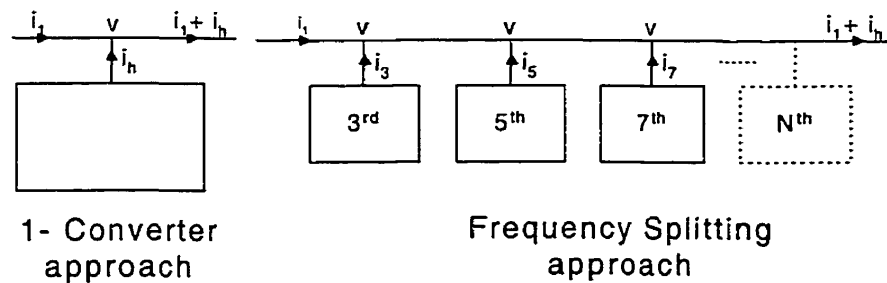 i₁ v i₁ + iₕ
iₕ
1- Converter
approach
i₁ v v v i₁ + iₕ
i₃ i₅ i₇ ......
3ʳᵈ 5ᵗʰ 7ᵗʰ Nᵗʰ
Frequency Splitting
approach